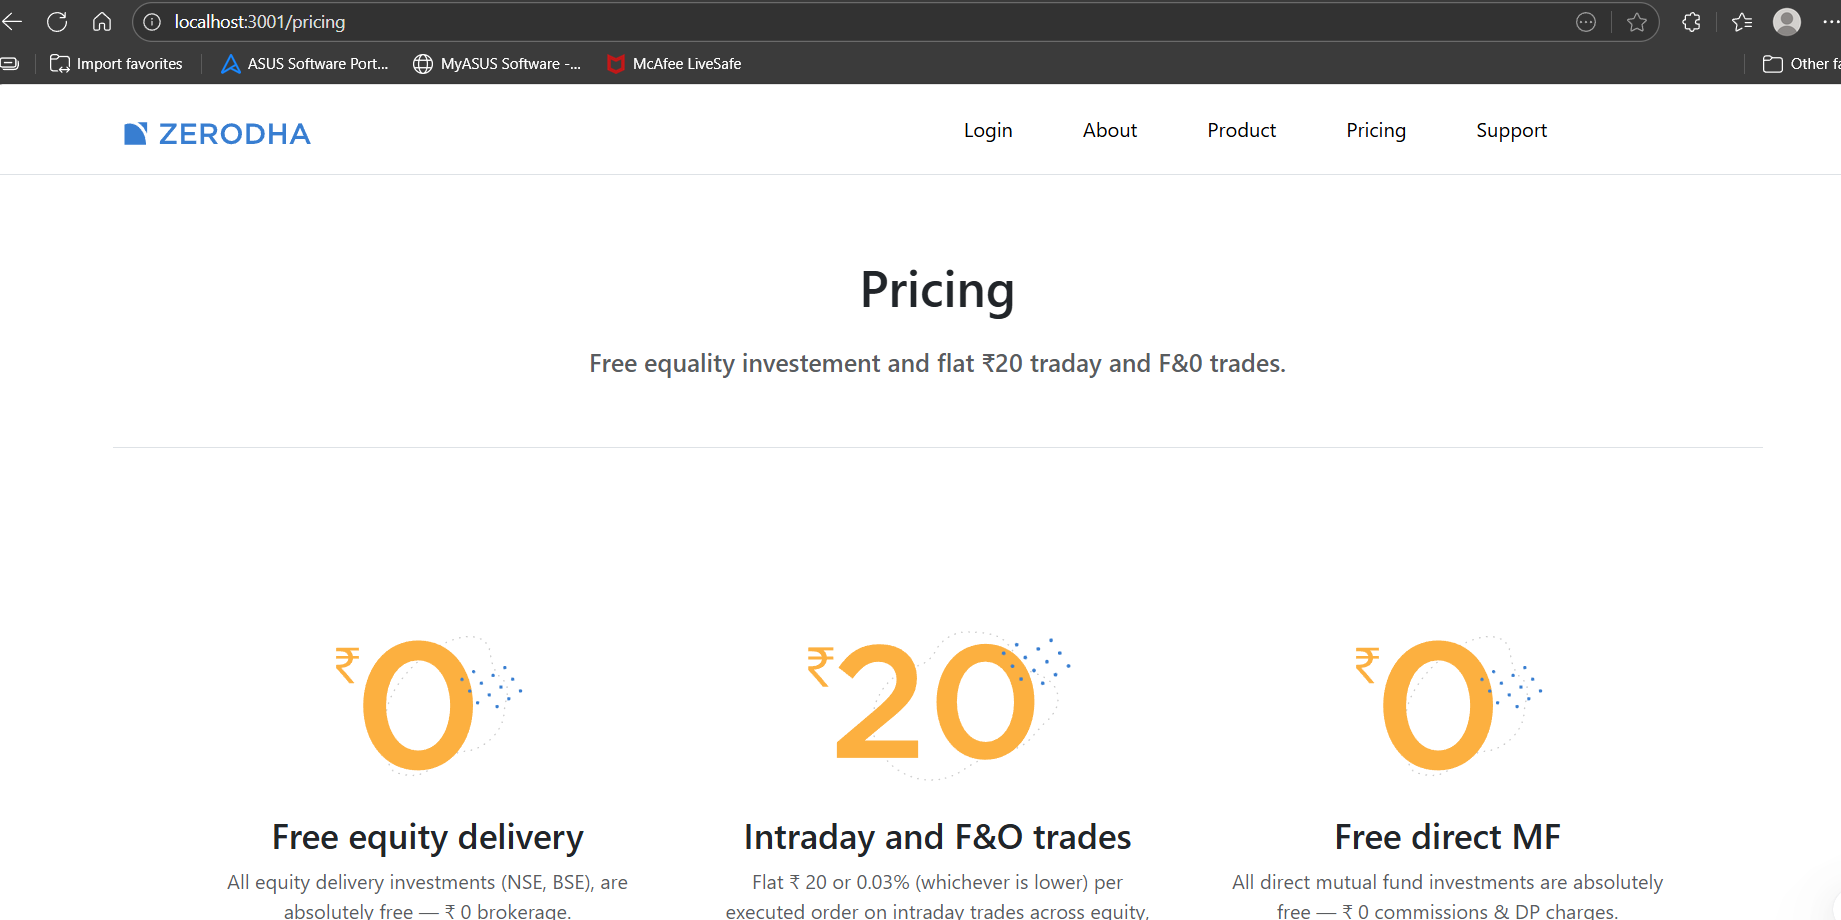 localhost:3001/pricing
Import favorites
ASUS Software Port...
MyASUS Software -...
McAfee LiveSafe
Other fa
ZERODHA
Login
About
Product
Pricing
Support
Pricing
Free equality investement and flat ₹20 traday and F&0 trades.
₹0
₹20
₹0
Free equity delivery
All equity delivery investments (NSE, BSE), are
absolutely free — ₹ 0 brokerage.
Intraday and F&O trades
Flat ₹ 20 or 0.03% (whichever is lower) per
executed order on intraday trades across equity,
Free direct MF
All direct mutual fund investments are absolutely
free — ₹ 0 commissions & DP charges.